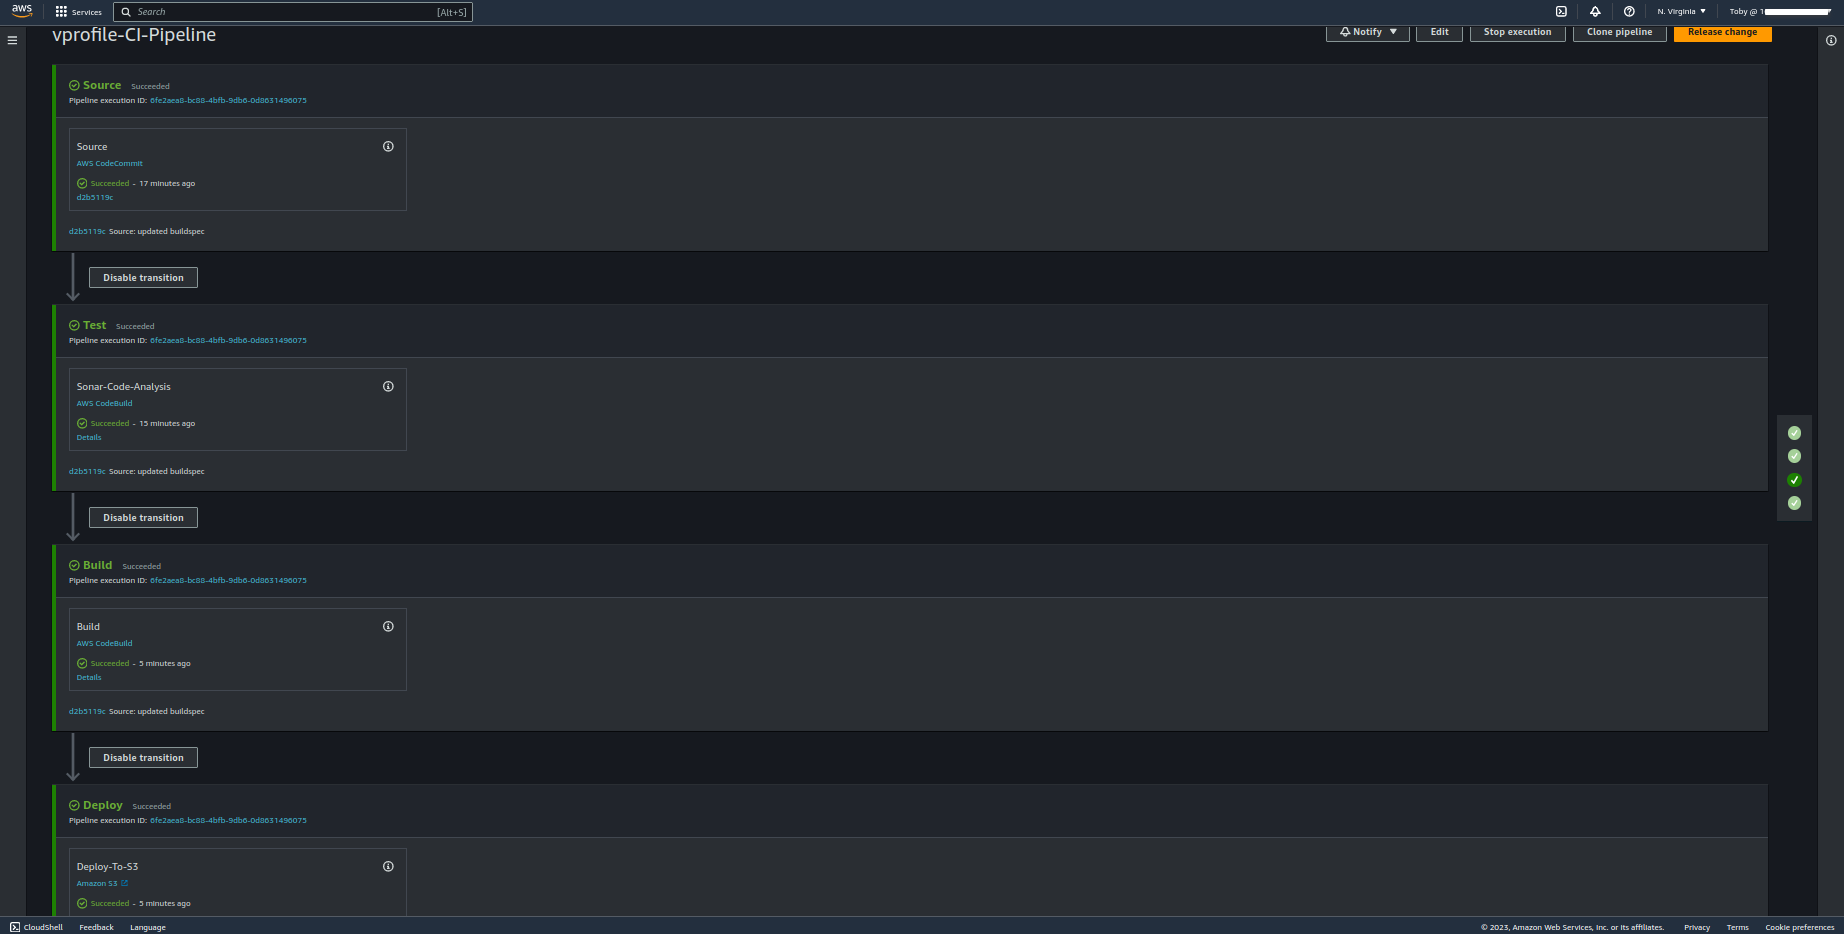 aws
Services
Search
[Alt+S]
N. Virginia
Toby @ 1
vprofile-CI-Pipeline
Notify
Edit
Stop execution
Clone pipeline
Release change
Source Succeeded
Pipeline execution ID: 6fe2aea8-bc88-4bfb-9db6-0d8631496075
Source
AWS CodeCommit
Succeeded - 17 minutes ago
d2b5119c
d2b5119c Source: updated buildspec
Disable transition
Test Succeeded
Pipeline execution ID: 6fe2aea8-bc88-4bfb-9db6-0d8631496075
Sonar-Code-Analysis
AWS CodeBuild
Succeeded - 15 minutes ago
Details
d2b5119c Source: updated buildspec
Disable transition
Build Succeeded
Pipeline execution ID: 6fe2aea8-bc88-4bfb-9db6-0d8631496075
Build
AWS CodeBuild
Succeeded - 5 minutes ago
Details
d2b5119c Source: updated buildspec
Disable transition
Deploy Succeeded
Pipeline execution ID: 6fe2aea8-bc88-4bfb-9db6-0d8631496075
Deploy-To-S3
Amazon S3
Succeeded - 5 minutes ago
CloudShell
Feedback
Language
© 2023, Amazon Web Services, Inc. or its affiliates.
Privacy
Terms
Cookie preferences